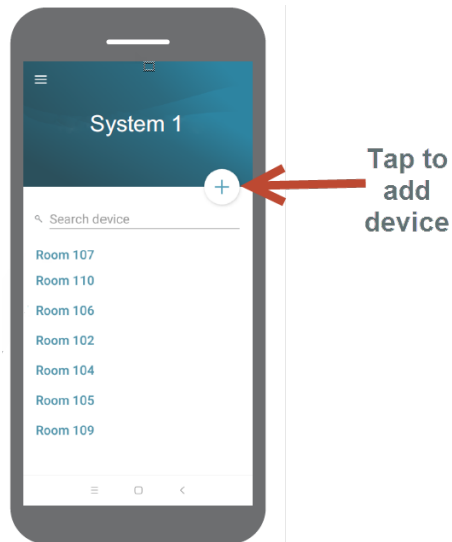 System 1
Tap to
add
device
Search device
Room 107
Room 110
Room 106
Room 102
Room 104
Room 105
Room 109